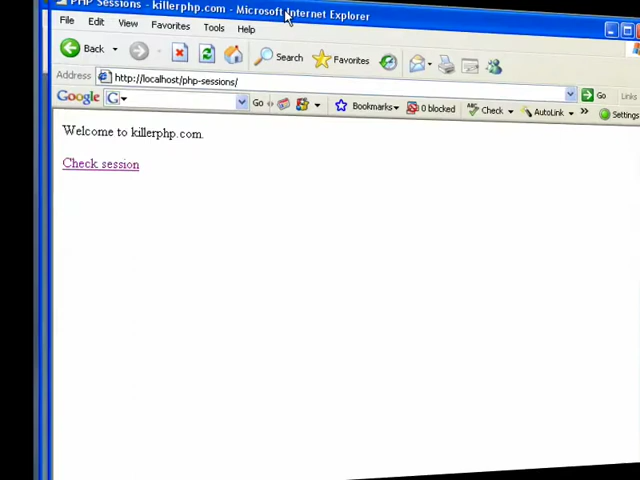 PHP Sessions - killerphp.com - Microsoft Internet Explorer
File Edit View Favorites Tools Help
Back Search Favorites
Address http://localhost/php-sessions/ Go Links
Google G Go Bookmarks 0 blocked ABC Check AutoLink » Settings
Welcome to killerphp.com.
Check session